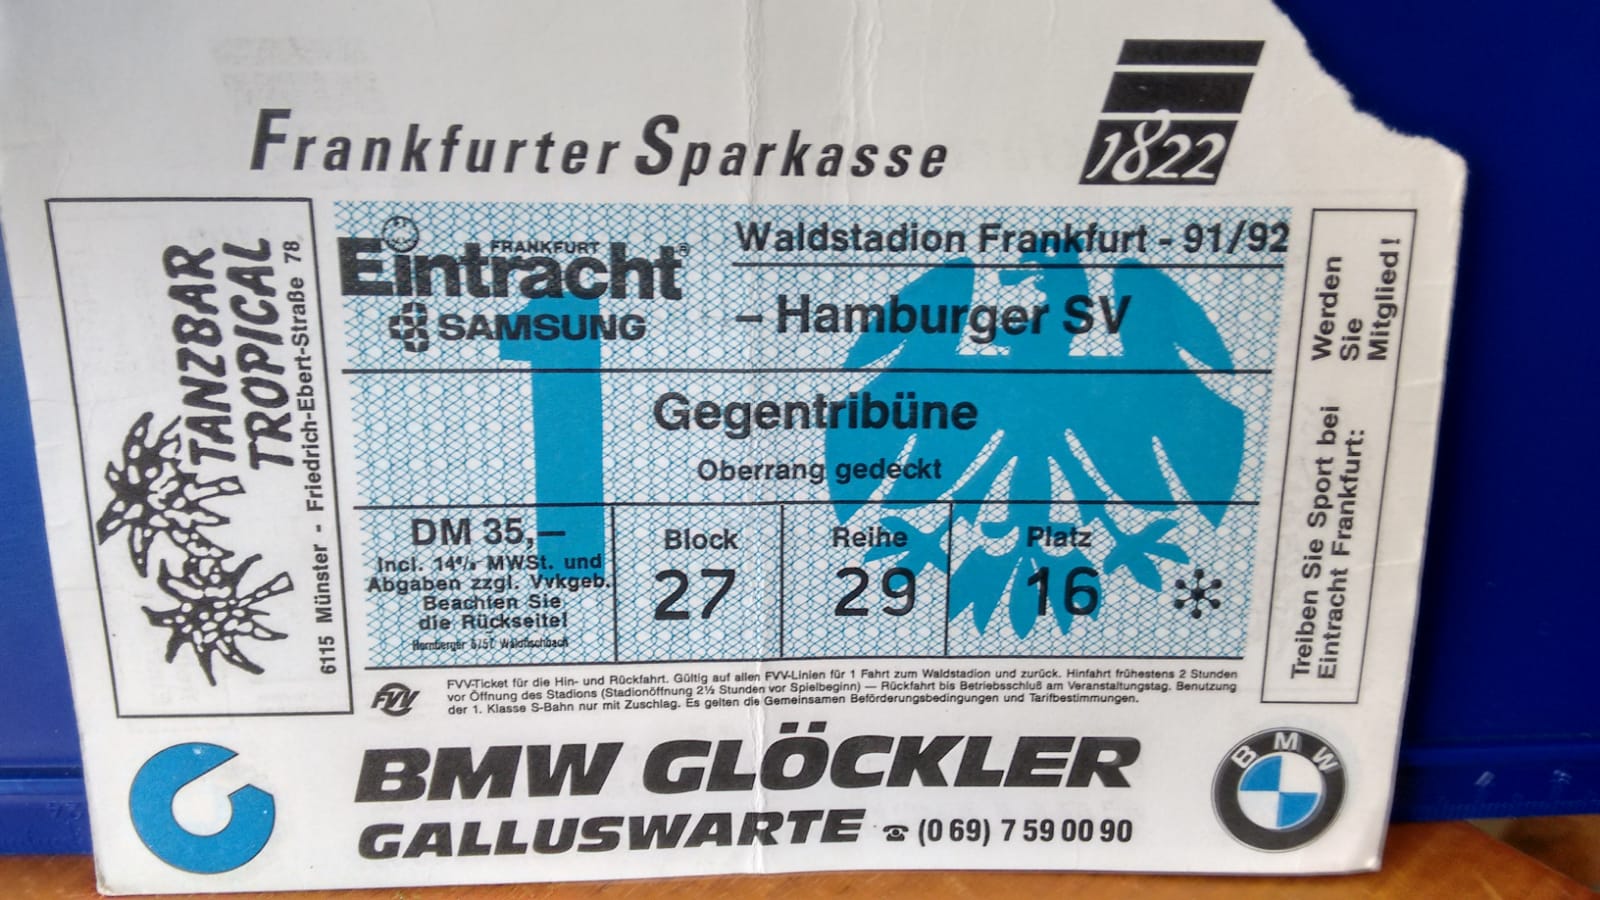 Frankfurter Sparkasse
1822
TANZBAR
TROPICAL
6115 Münster - Friedrich-Ebert-Straße 78
FRANKFURT
Eintracht®
SAMSUNG
1
Waldstadion Frankfurt - 91/92
– Hamburger SV
Gegentribüne
Oberrang gedeckt
DM 35,—
Incl. 14% MWSt. und
Abgaben zzgl. Vvkgeb.
Beachten Sie
die Rückseite!
Block
27
Reihe
29
Platz
16
Werden
Sie
Mitglied!
Treiben Sie Sport bei
Eintracht Frankfurt:
FVV
FVV-Ticket für die Hin- und Rückfahrt. Gültig auf allen FVV-Linien für 1 Fahrt zum Waldstadion und zurück. Hinfahrt frühestens 2 Stunden
vor Öffnung des Stadions (Stadionöffnung 2½ Stunden vor Spielbeginn) — Rückfahrt bis Betriebsschluß am Veranstaltungstag. Benutzung
der 1. Klasse S-Bahn nur mit Zuschlag. Es gelten die Gemeinsamen Beförderungsbedingungen und Tarifbestimmungen.
BMW GLÖCKLER
GALLUSWARTE ☎ (0 69) 7 59 00 90
BMW